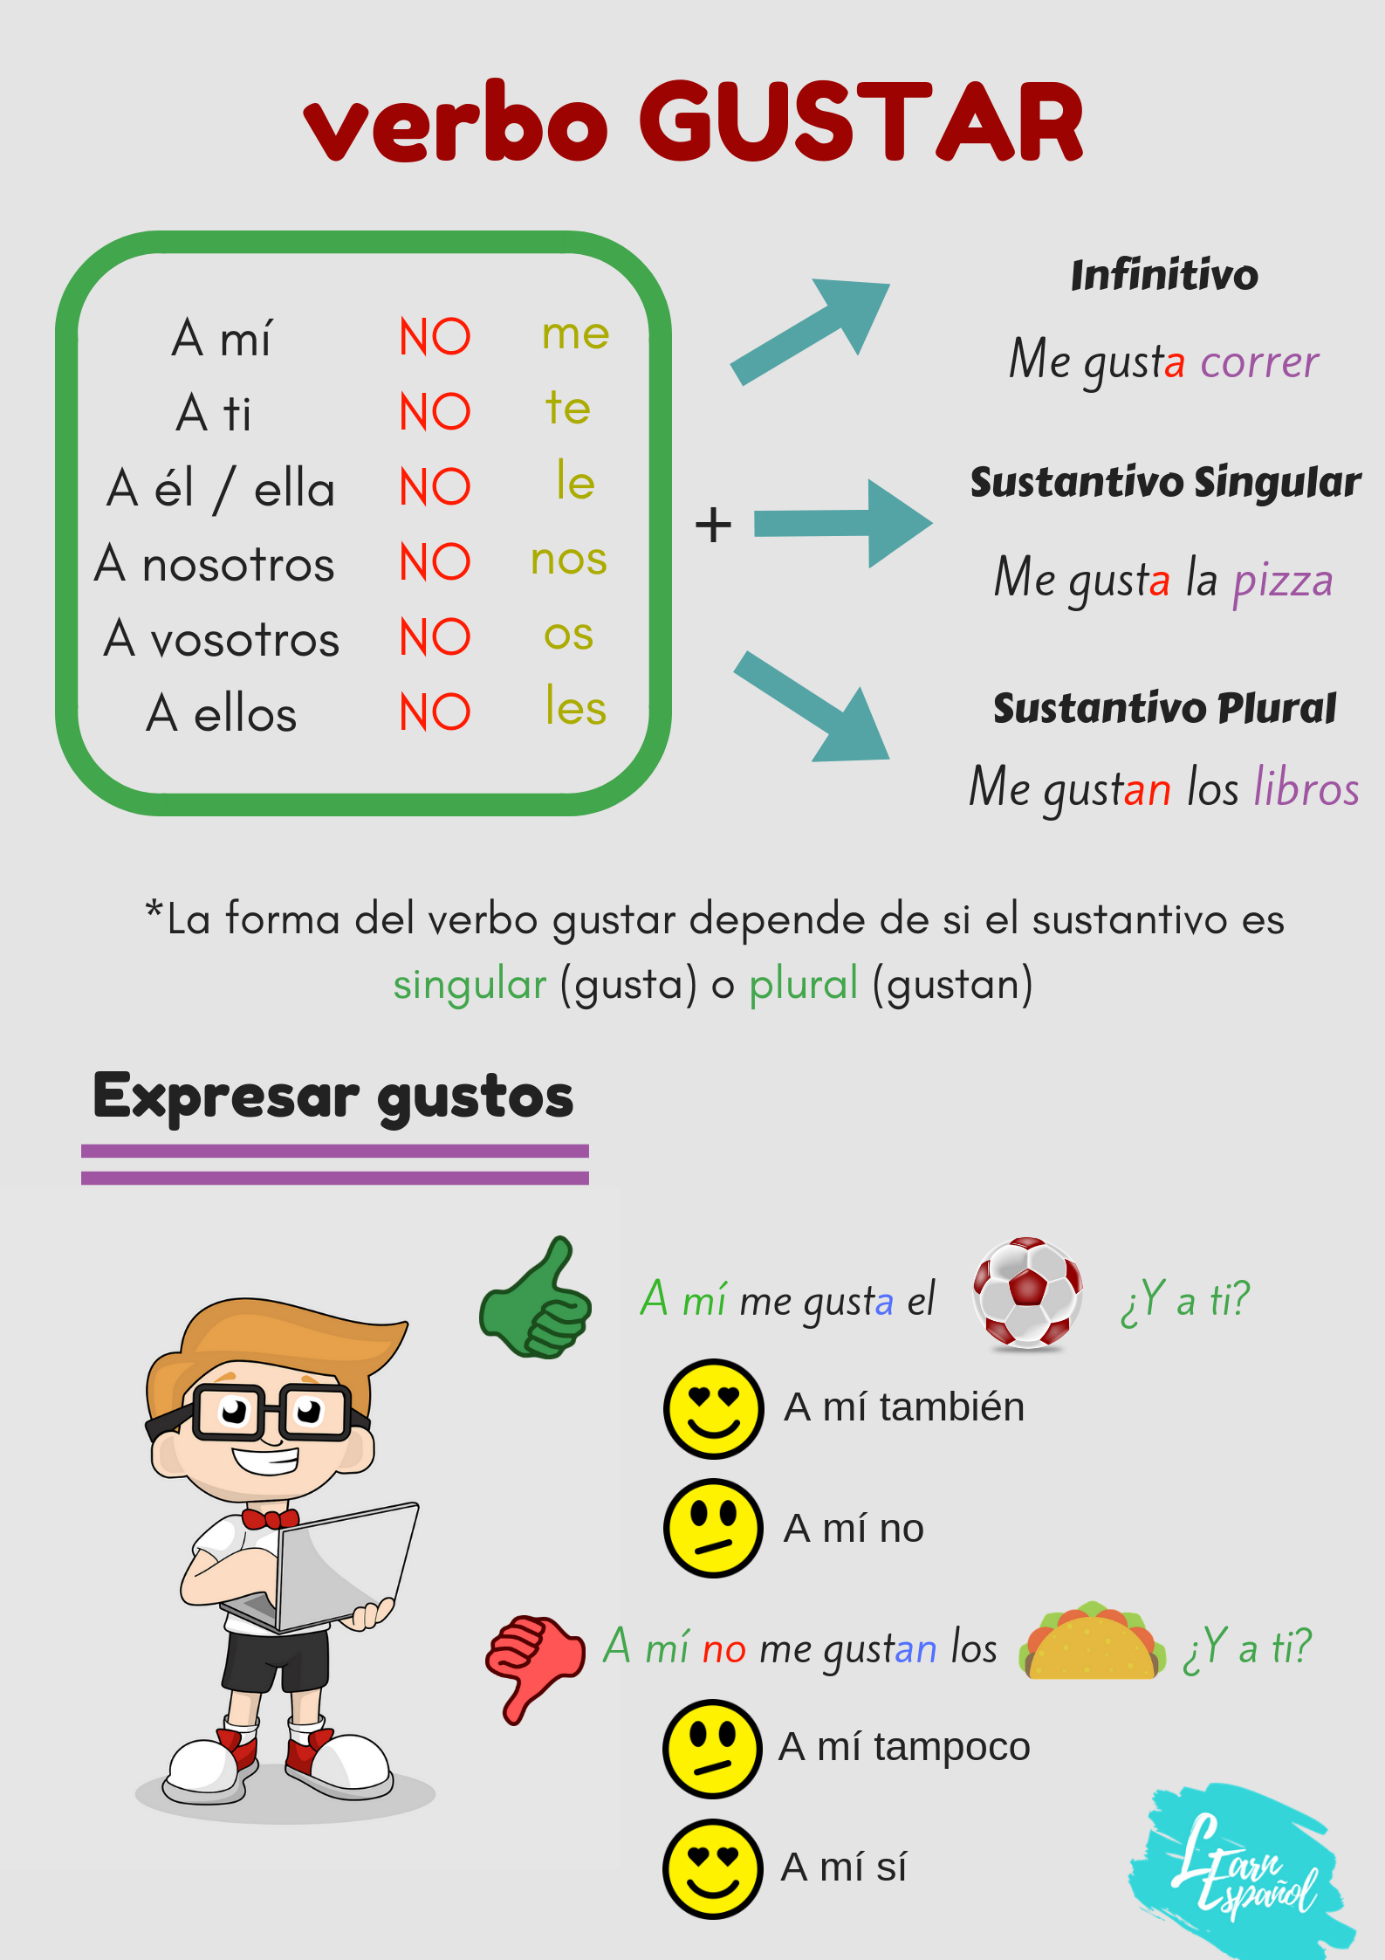 verbo GUSTAR
A mí NO me
A ti NO te
A él / ella NO le
A nosotros NO nos
A vosotros NO os
A ellos NO les
+
Infinitivo
Me gusta correr
Sustantivo Singular
Me gusta la pizza
Sustantivo Plural
Me gustan los libros
*La forma del verbo gustar depende de si el sustantivo es
singular (gusta) o plural (gustan)
Expresar gustos
A mí me gusta el ¿Y a ti?
A mí también
A mí no
A mí no me gustan los ¿Y a ti?
A mí tampoco
A mí sí
LEarn
Español